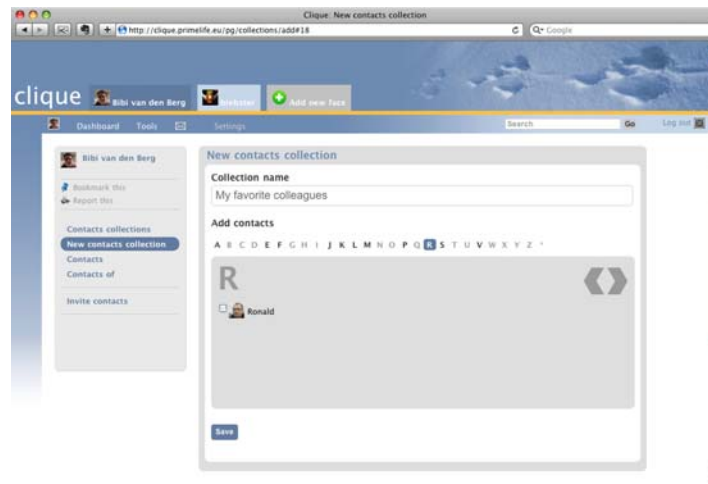 Clique: New contacts collection
http://clique.primelife.eu/pg/collections/add#18
Google
clique
Bibi van den Berg
Add new face
Dashboard Tools Settings Search Go Log out
Bibi van den Berg
Bookmark this
Report this
Contacts collections
New contacts collection
Contacts
Contacts of
Invite contacts
New contacts collection
Collection name
My favorite colleagues
Add contacts
A B C D E F G H I J K L M N O P Q R S T U V W X Y Z *
R
Ronald
Save